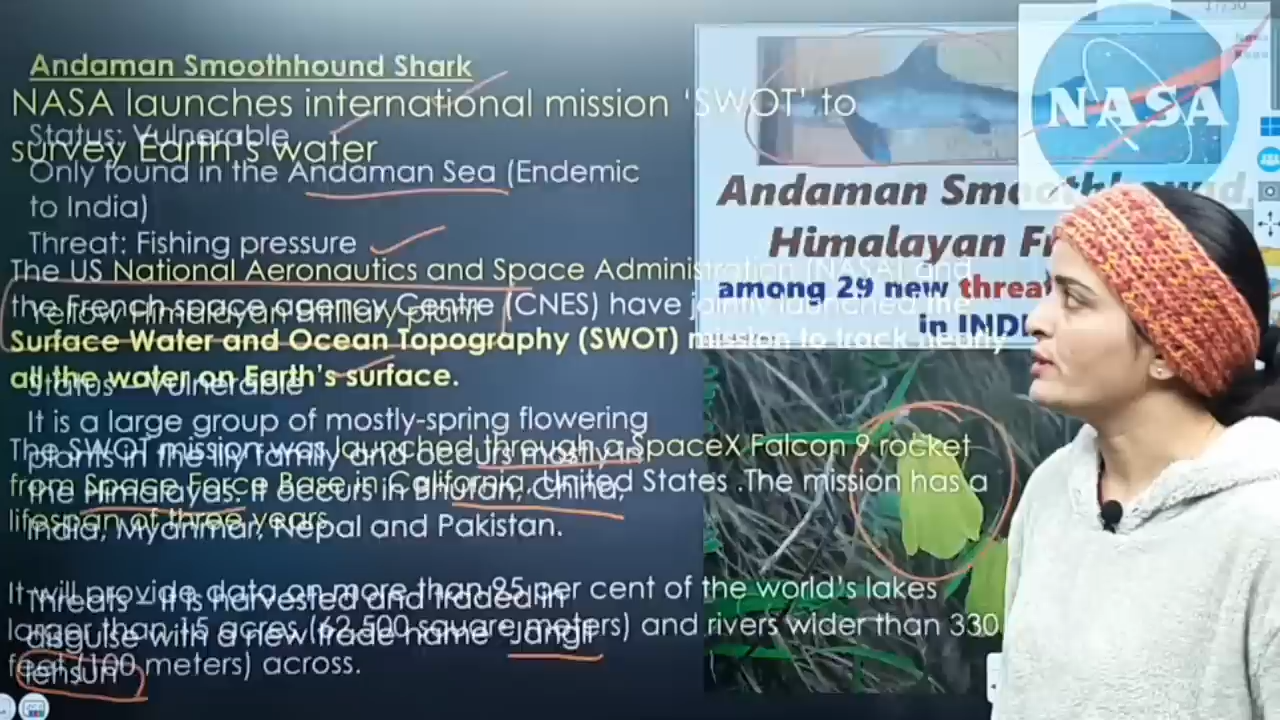 Andaman Smoothhound Shark
Status: Vulnerable
Only found in the Andaman Sea (Endemic
to India)
Threat: Fishing pressure
Yellow Himalayan fritillary plant
Status – Vulnerable
It is a large group of mostly-spring flowering
plants in the lily family and occurs mostly in
the Himalayas. It occurs in Bhutan, China,
India, Myanmar, Nepal and Pakistan.
Threats – It is harvested and traded in
disguise with a new trade name Jangli
lehsun
NASA launches international mission ‘SWOT’ to
survey Earth’s water
The US National Aeronautics and Space Administration (NASA) and
the French space agency Centre (CNES) have jointly launched the
Surface Water and Ocean Topography (SWOT) mission to track nearly
all the water on Earth’s surface.
The SWOT mission was launched through a SpaceX Falcon 9 rocket
from Space Force Base in California, United States .The mission has a
lifespan of three years
It will provide data on more than 95 per cent of the world’s lakes
larger than 15 acres (62,500 square meters) and rivers wider than 330
feet (100 meters) across.
NASA
Andaman
Himalayan
among 29 new
in